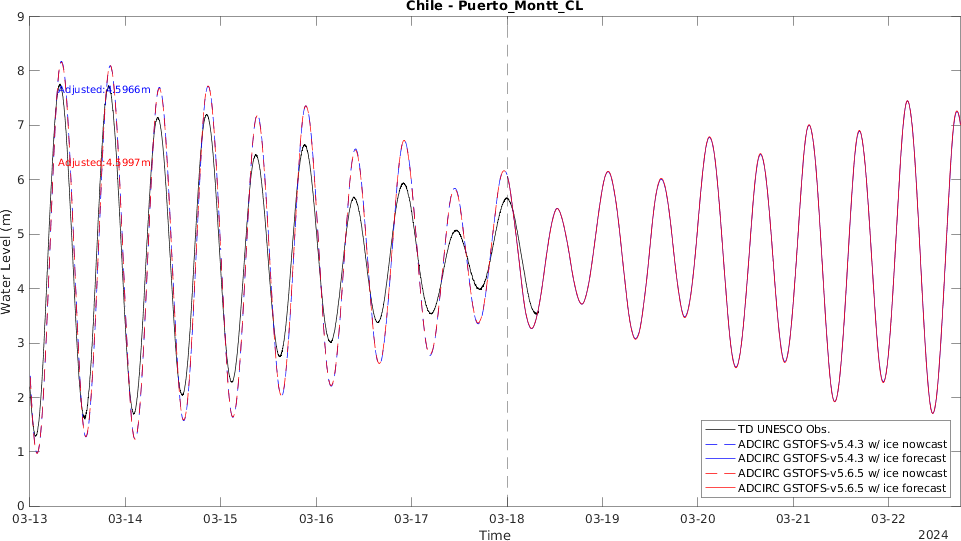 Chile - Puerto_Montt_CL
9
8
7
6
5
4
3
2
1
0
Water Level (m)
Adjusted:4.5966m
Adjusted:4.5997m
TD UNESCO Obs.
ADCIRC GSTOFS-v5.4.3 w/ ice nowcast
ADCIRC GSTOFS-v5.4.3 w/ ice forecast
ADCIRC GSTOFS-v5.6.5 w/ ice nowcast
ADCIRC GSTOFS-v5.6.5 w/ ice forecast
03-13 03-14 03-15 03-16 03-17 03-18 03-19 03-20 03-21 03-22
Time
2024